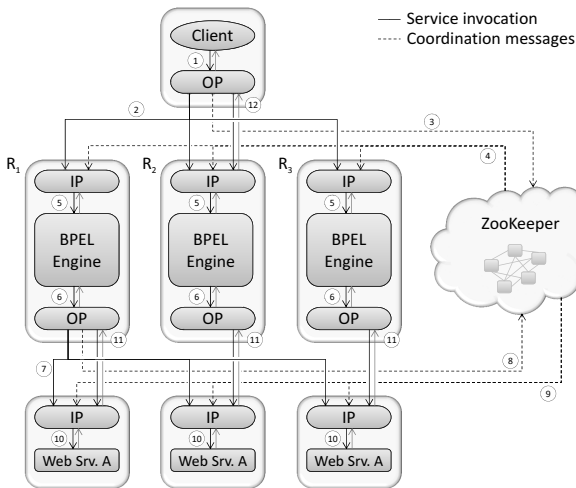 Service invocation
Coordination messages
Client
1
OP
12
2
3
4
R1
R2
R3
IP
IP
IP
5
5
5
BPEL
Engine
BPEL
Engine
BPEL
Engine
ZooKeeper
6
6
6
OP
OP
OP
11
11
11
7
8
9
IP
IP
IP
10
10
10
Web Srv. A
Web Srv. A
Web Srv. A